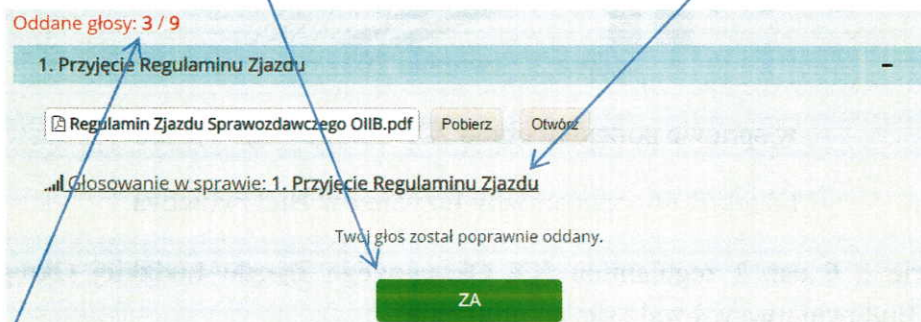 Oddane głosy: 3 / 9
1. Przyjęcie Regulaminu Zjazdu
Regulamin Zjazdu Sprawozdawczego OIIB.pdf Pobierz Otwórz
Głosowanie w sprawie: 1. Przyjęcie Regulaminu Zjazdu
Twój głos został poprawnie oddany.
ZA